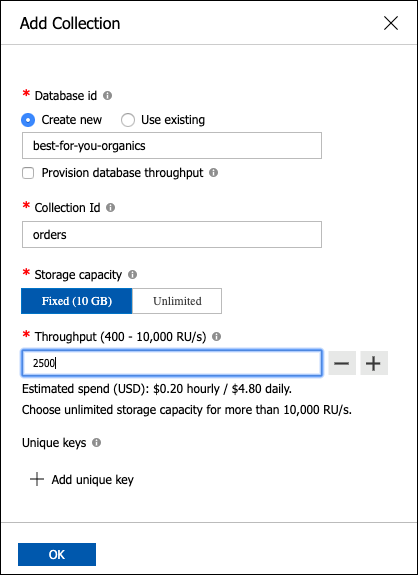 Add Collection
* Database id
Create new Use existing
best-for-you-organics
Provision database throughput
* Collection Id
orders
* Storage capacity
Fixed (10 GB) Unlimited
* Throughput (400 - 10,000 RU/s)
2500
Estimated spend (USD): $0.20 hourly / $4.80 daily.
Choose unlimited storage capacity for more than 10,000 RU/s.
Unique keys
Add unique key
OK